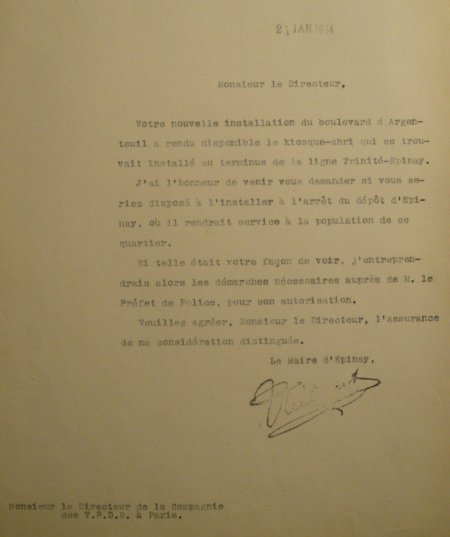 21 JAN 1914
Monsieur le Directeur,
Votre nouvelle installation du boulevard d'Argen-
teuil a rendu disponible le kiosque-abri qui se trou-
vait installé au terminus de la ligne Trinité-Epinay.
J'ai l'honneur de venir vous demander si vous se-
riez disposé à l'installer à l'arrêt du dépôt d'Epi-
nay, où il rendrait service à la population de ce
quartier.
Si telle était votre façon de voir, j'entrepren-
drais alors les démarches nécessaires auprès de M. le
Préfet de Police, pour son autorisation.
Veuillez agréer, Monsieur le Directeur, l'assurance
de ma considération distinguée.
Le Maire d'Epinay,
Monsieur le Directeur de la Compagnie
des T.P.D.S. à Paris.